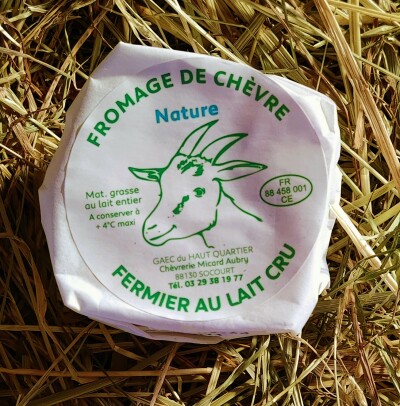 FROMAGE DE CHÈVRE
Nature
Mat. grasse
au lait entier
A conserver à
+ 4°C maxi
FR
88 458 001
CE
GAEC du HAUT QUARTIER
Chèvrerie Micard Aubry
88130 SOCOURT
Tél. 03 29 38 19 77
FERMIER AU LAIT CRU